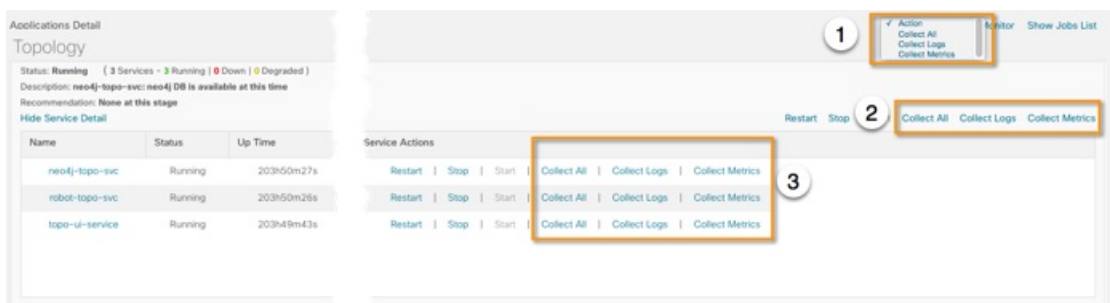 Applications Detail
✓ Action
Collect All
Collect Logs
Collect Metrics
Show Jobs List
1
Topology
Status: Running ( 3 Services - 3 Running | 0 Down | 0 Degraded )
Description: neo4j-topo-svc: neo4j DB is available at this time
Recommendation: None at this stage
Hide Service Detail
Restart Stop 2 Collect All Collect Logs Collect Metrics
Name Status Up Time Service Actions
neo4j-topo-svc Running 203h50m27s Restart | Stop | Start | Collect All | Collect Logs | Collect Metrics
robot-topo-svc Running 203h50m26s Restart | Stop | Start | Collect All | Collect Logs | Collect Metrics
topo-ui-service Running 203h49m43s Restart | Stop | Start | Collect All | Collect Logs | Collect Metrics
3